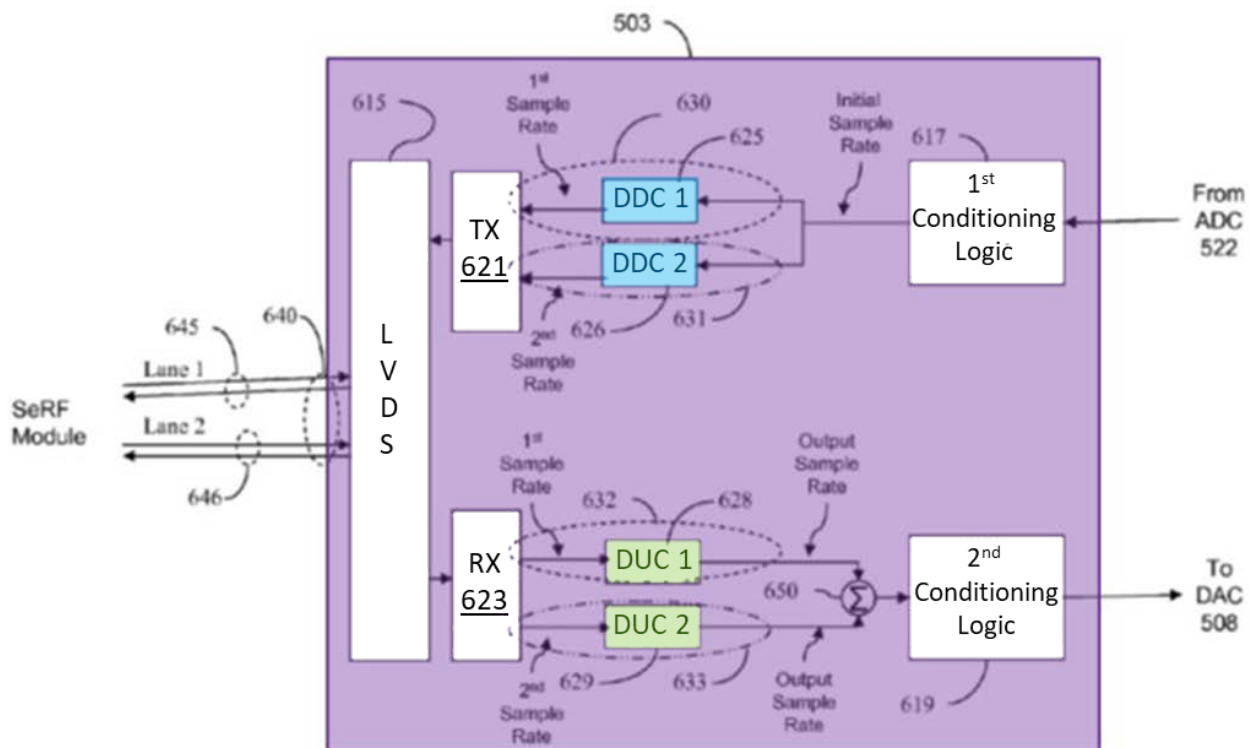 503
615
1st
Sample
Rate
630
625
Initial
Sample
Rate
617
DDC 1
TX
621
1st
Conditioning
Logic
From
ADC
522
DDC 2
645
640
626
631
2nd
Sample
Rate
L
V
D
S
Lane 1
SeRF
Module
Lane 2
646
1st
Sample
Rate
632
628
Output
Sample
Rate
RX
623
DUC 1
650
Σ
2nd
Conditioning
Logic
To
DAC
508
DUC 2
629
633
2nd
Sample
Rate
Output
Sample
Rate
619